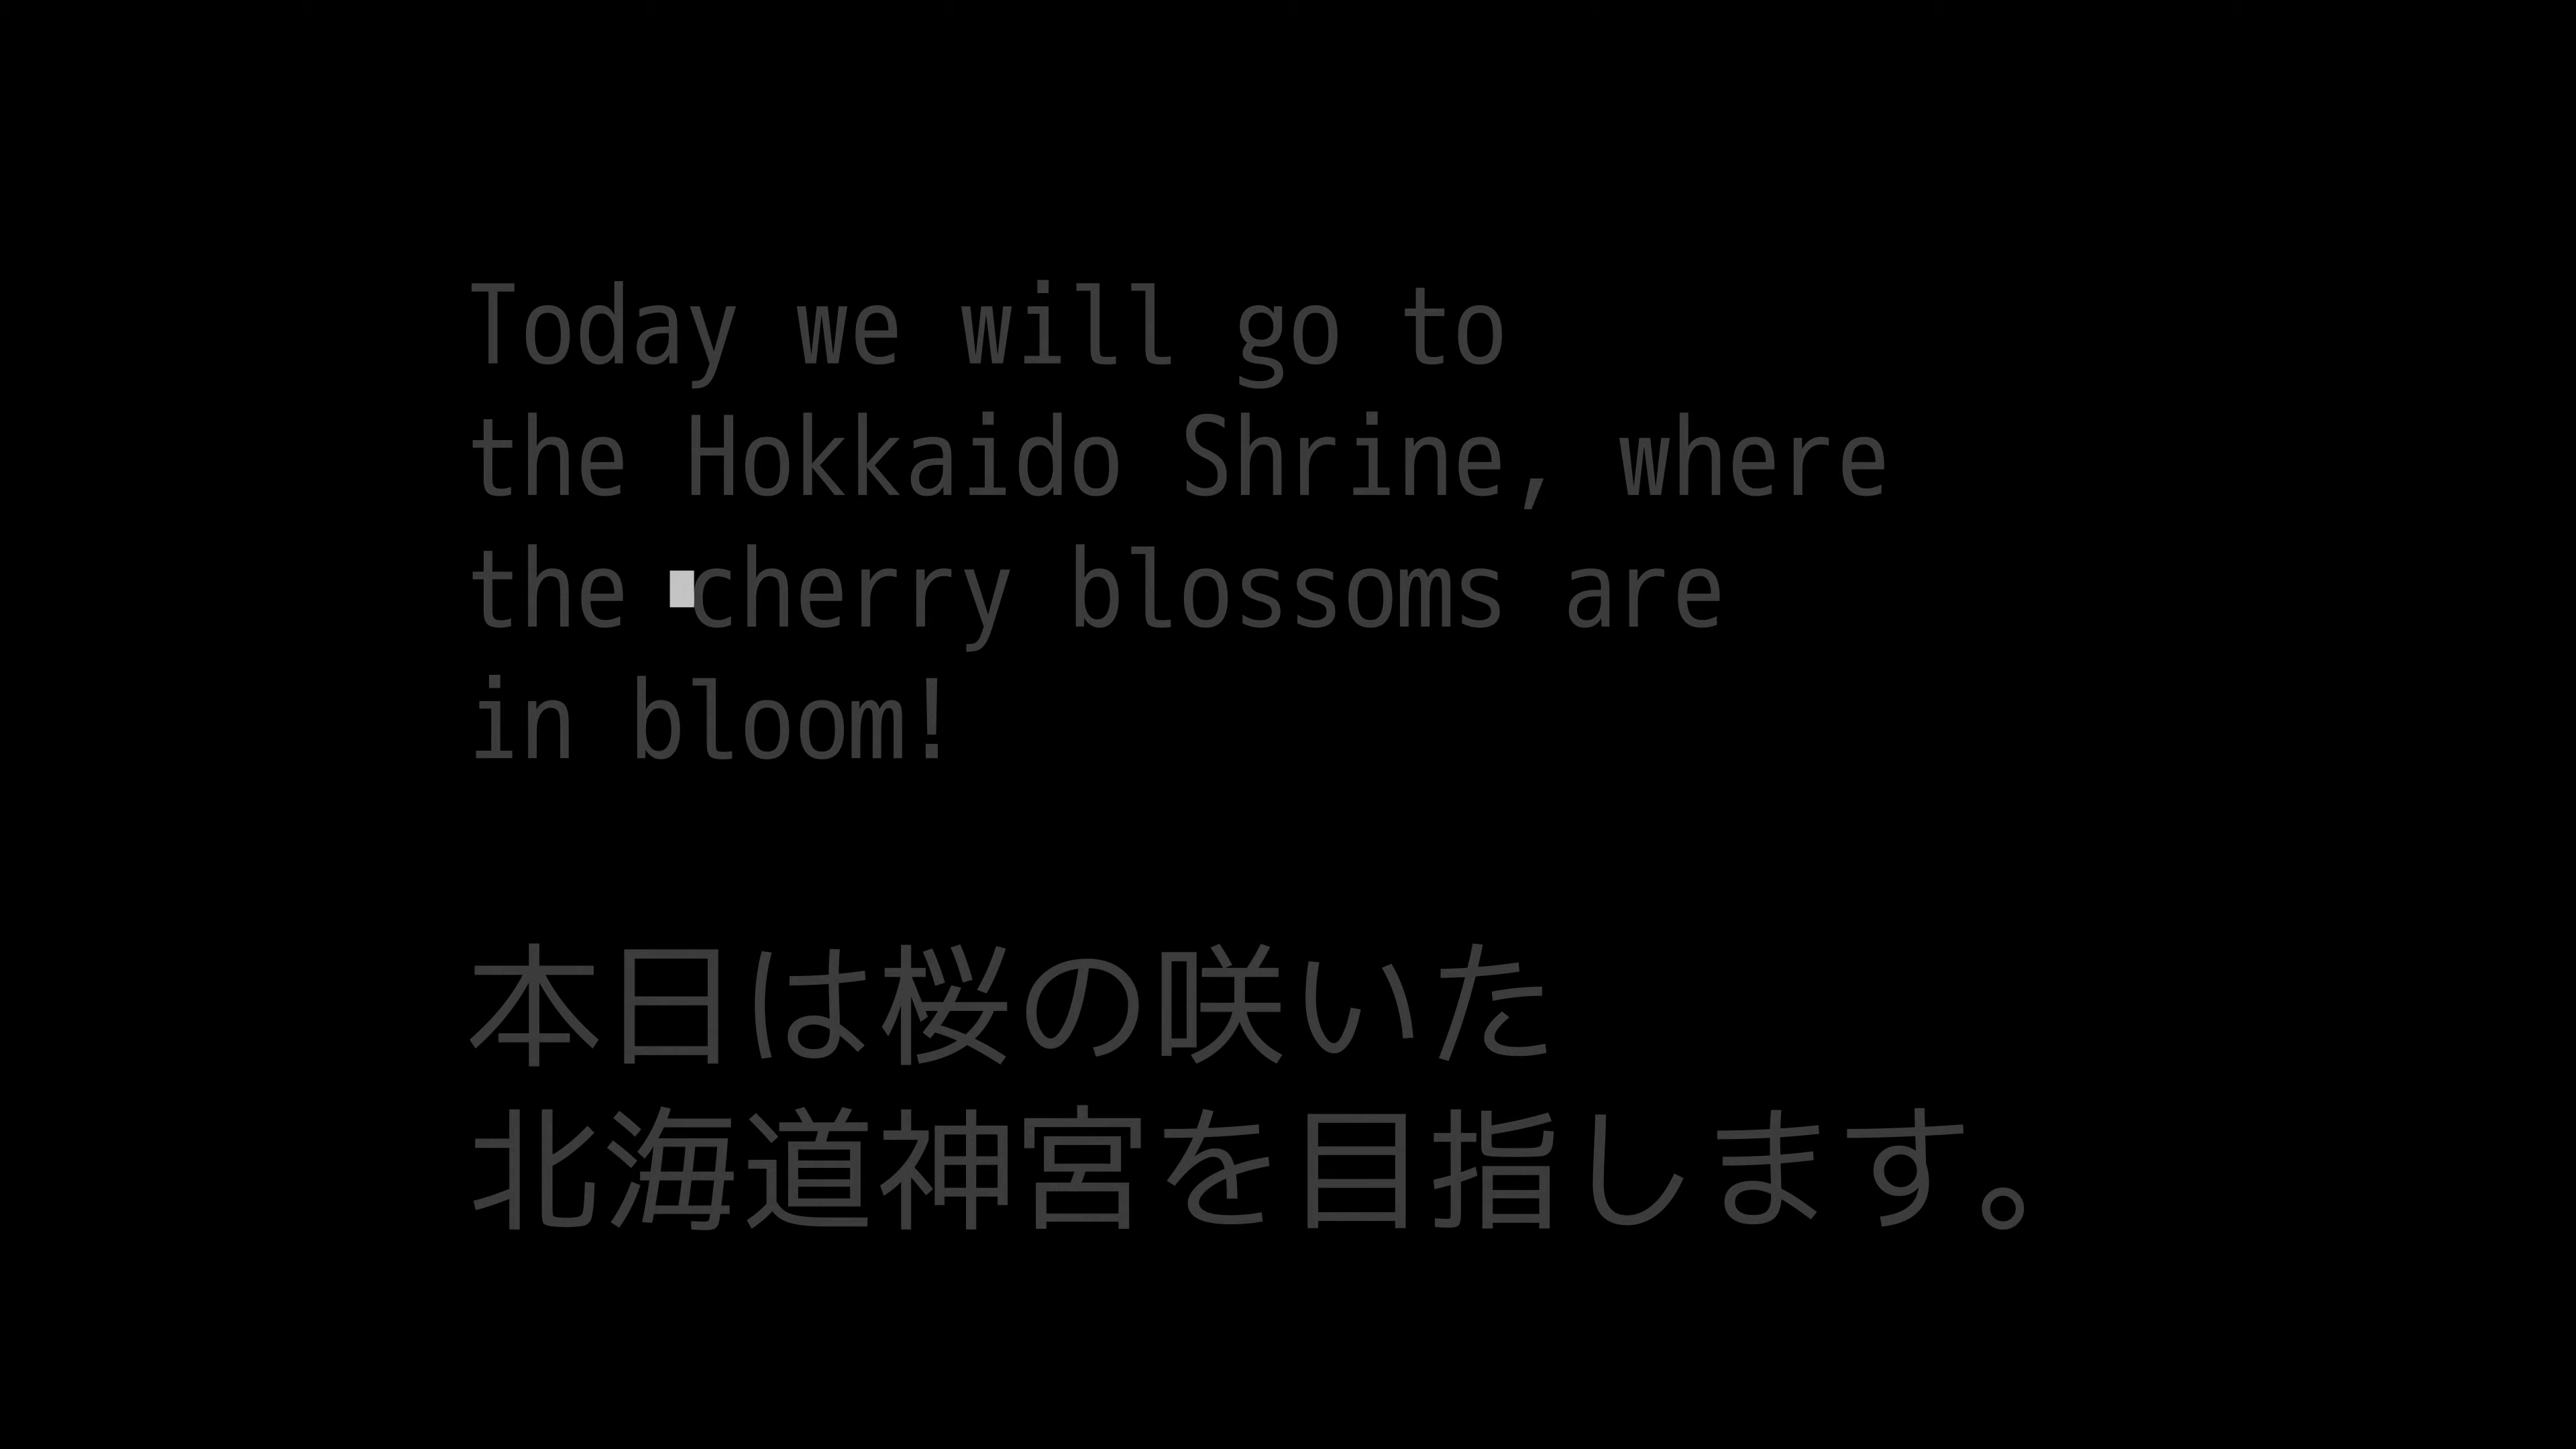 Today we will go to
the Hokkaido Shrine, where
the cherry blossoms are
in bloom!
本日は桜の咲いた
北海道神宮を目指します。